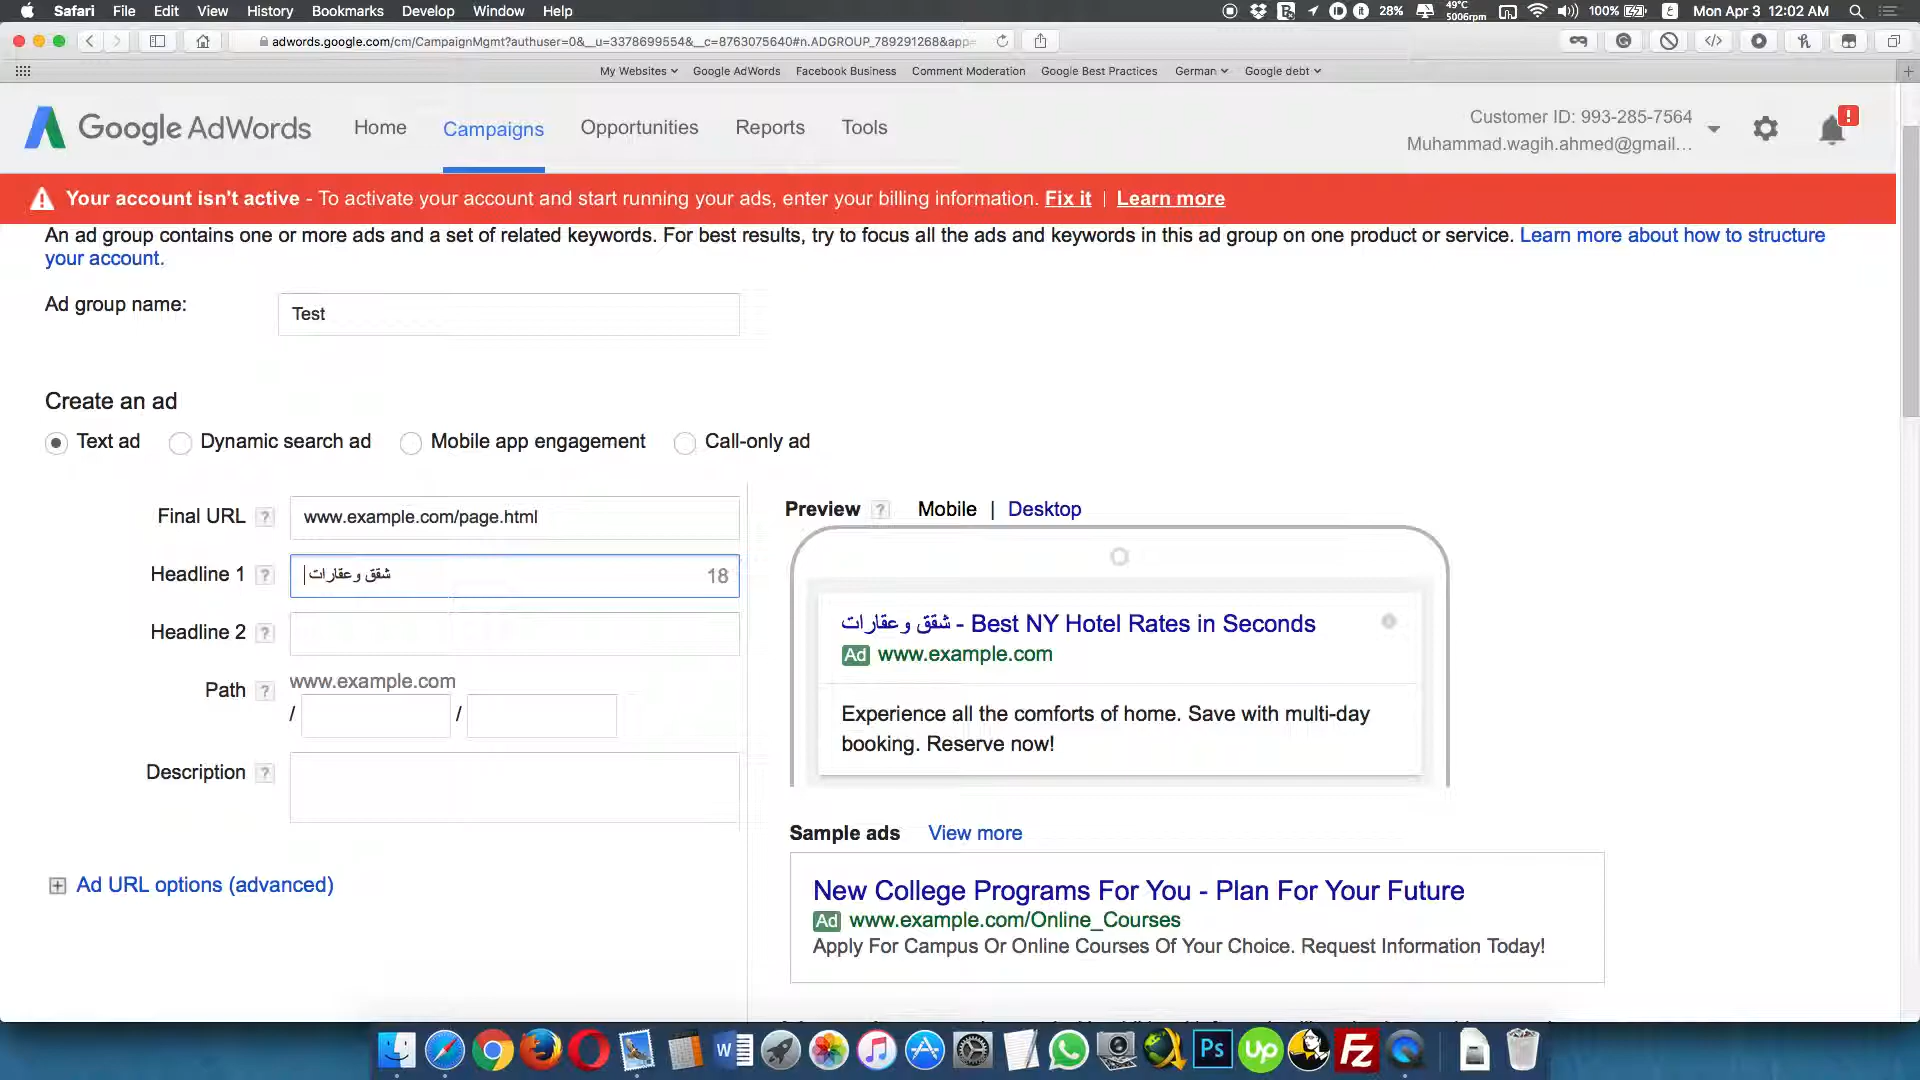 Safari File Edit View History Bookmarks Develop Window Help 28% 49°C 5006rpm 100% Mon Apr 3 12:02 AM
adwords.google.com/cm/CampaignMgmt?authuser=0&__u=3378699554&__c=8763075640#n.ADGROUP_789291268&app=
My Websites Google AdWords Facebook Business Comment Moderation Google Best Practices German Google debt
Google AdWords Home Campaigns Opportunities Reports Tools
Customer ID: 993-285-7564
Muhammad.wagih.ahmed@gmail...
Your account isn't active - To activate your account and start running your ads, enter your billing information. Fix it | Learn more
An ad group contains one or more ads and a set of related keywords. For best results, try to focus all the ads and keywords in this ad group on one product or service. Learn more about how to structure
your account.
Ad group name: Test
Create an ad
Text ad Dynamic search ad Mobile app engagement Call-only ad
Final URL ? www.example.com/page.html
Headline 1 ? شقق وعقارات 18
Headline 2 ?
Path ? www.example.com
/ /
Description ?
Ad URL options (advanced)
Preview ? Mobile | Desktop
شقق وعقارات - Best NY Hotel Rates in Seconds
Ad www.example.com
Experience all the comforts of home. Save with multi-day
booking. Reserve now!
Sample ads View more
New College Programs For You - Plan For Your Future
Ad www.example.com/Online_Courses
Apply For Campus Or Online Courses Of Your Choice. Request Information Today!
W Ps Up FZ